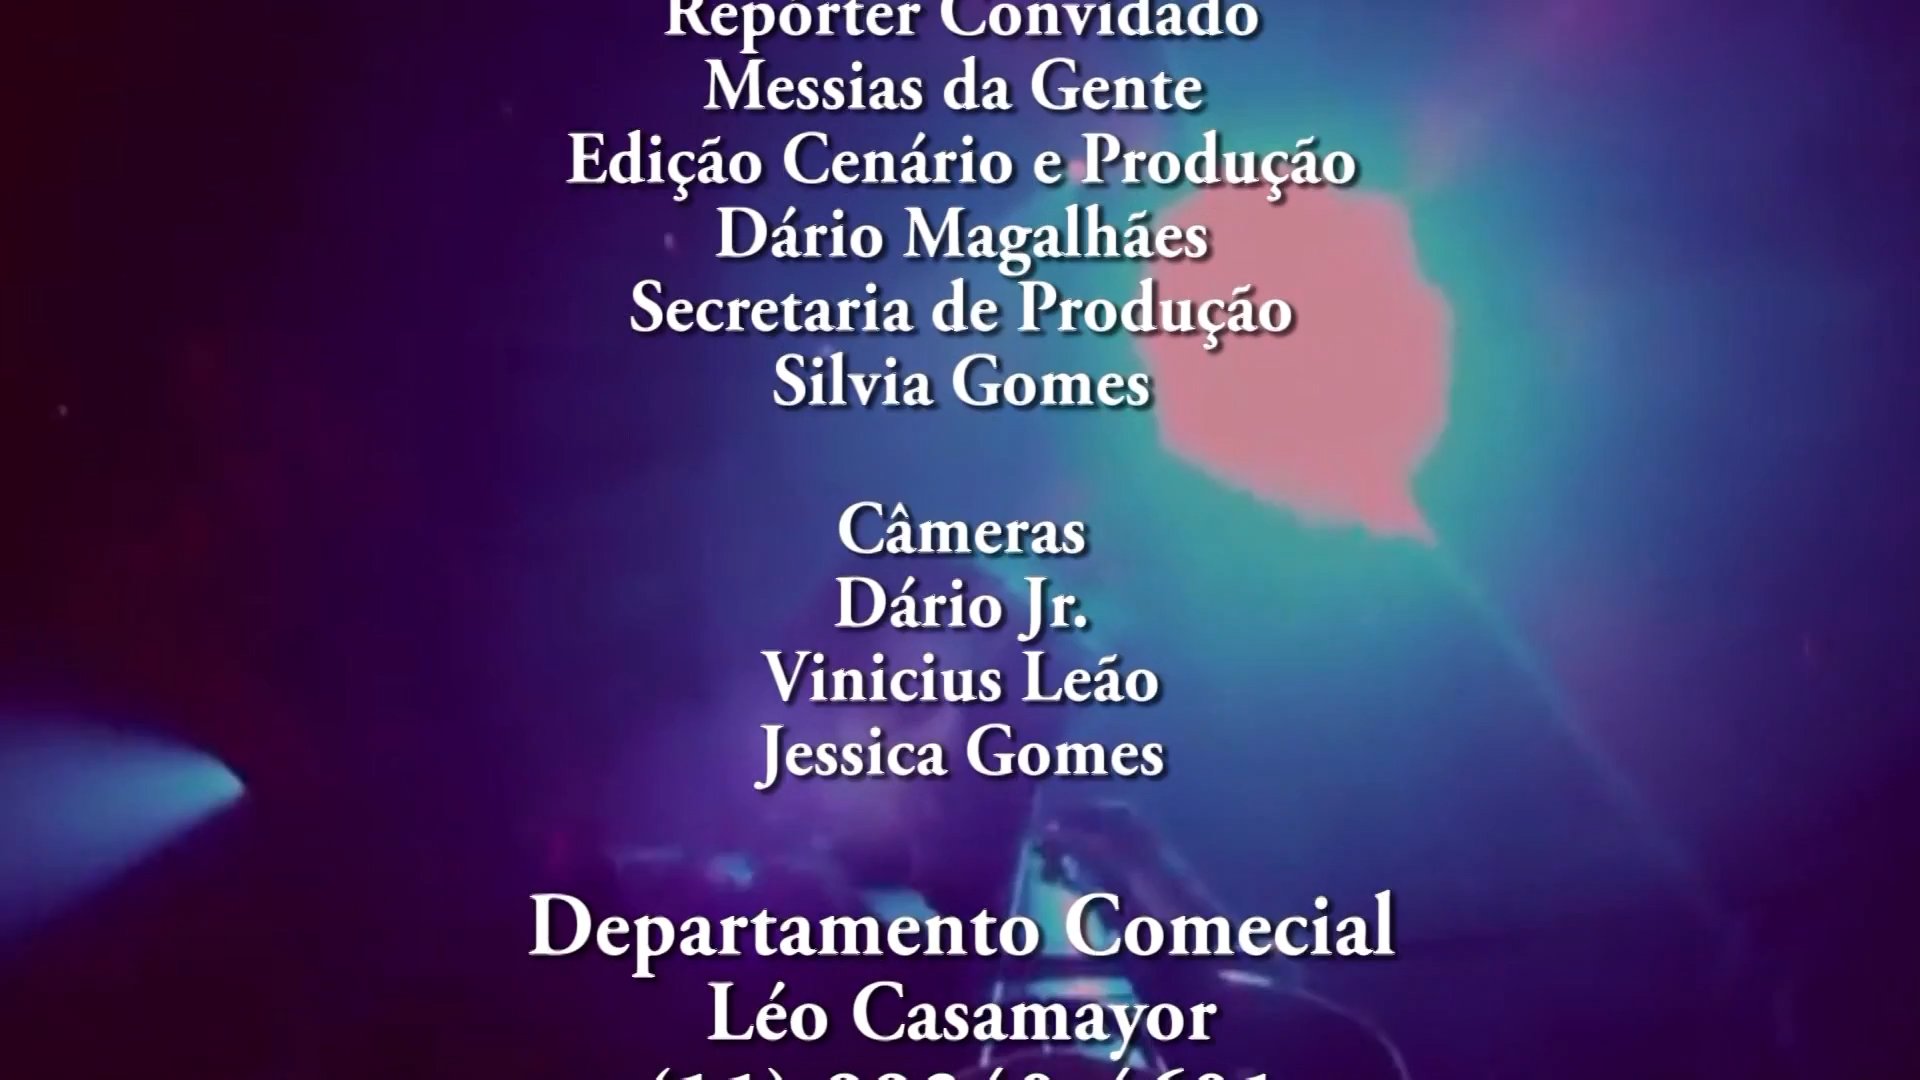 Repórter Convidado
Messias da Gente
Edição Cenário e Produção
Dário Magalhães
Secretaria de Produção
Silvia Gomes
Câmeras
Dário Jr.
Vinicius Leão
Jessica Gomes
Departamento Comecial
Léo Casamayor
(11)